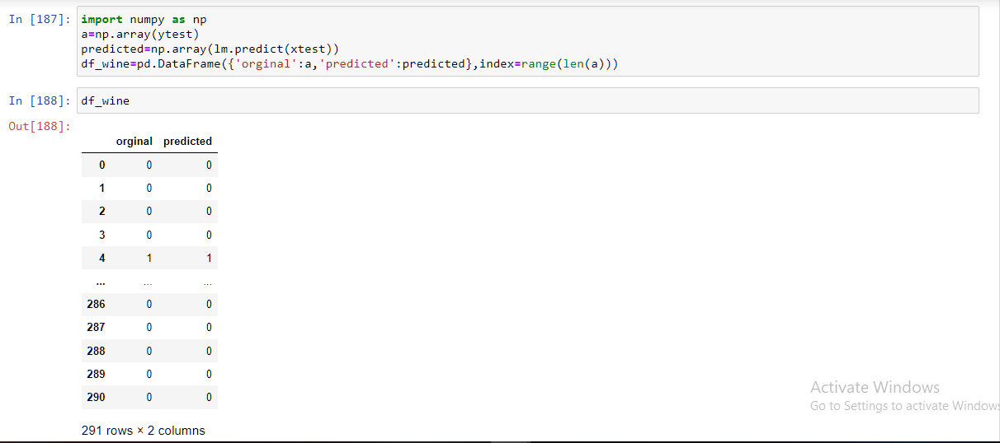 In [187]: import numpy as np
a=np.array(ytest)
predicted=np.array(lm.predict(xtest))
df_wine=pd.DataFrame({'orginal':a,'predicted':predicted},index=range(len(a)))
In [188]: df_wine
Out[188]:
orginal predicted
0 0 0
1 0 0
2 0 0
3 0 0
4 1 1
... ... ...
286 0 0
287 0 0
288 0 0
289 0 0
290 0 0
291 rows × 2 columns
Activate Windows
Go to Settings to activate Windows